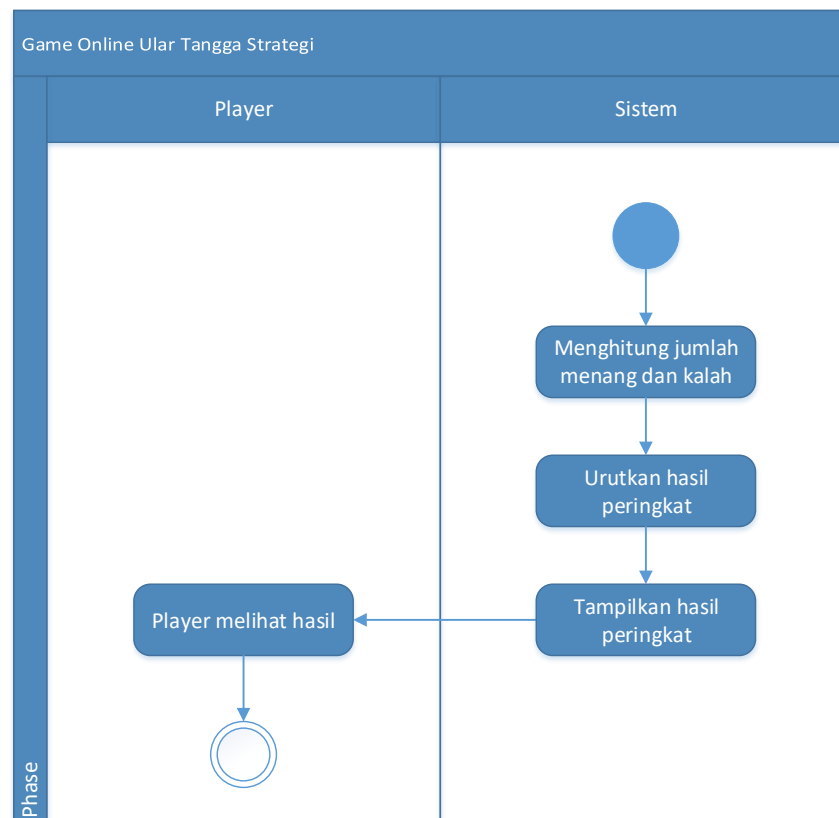 Game Online Ular Tangga Strategi
Player
Sistem
Menghitung jumlah
menang dan kalah
Urutkan hasil
peringkat
Tampilkan hasil
peringkat
Player melihat hasil
Phase